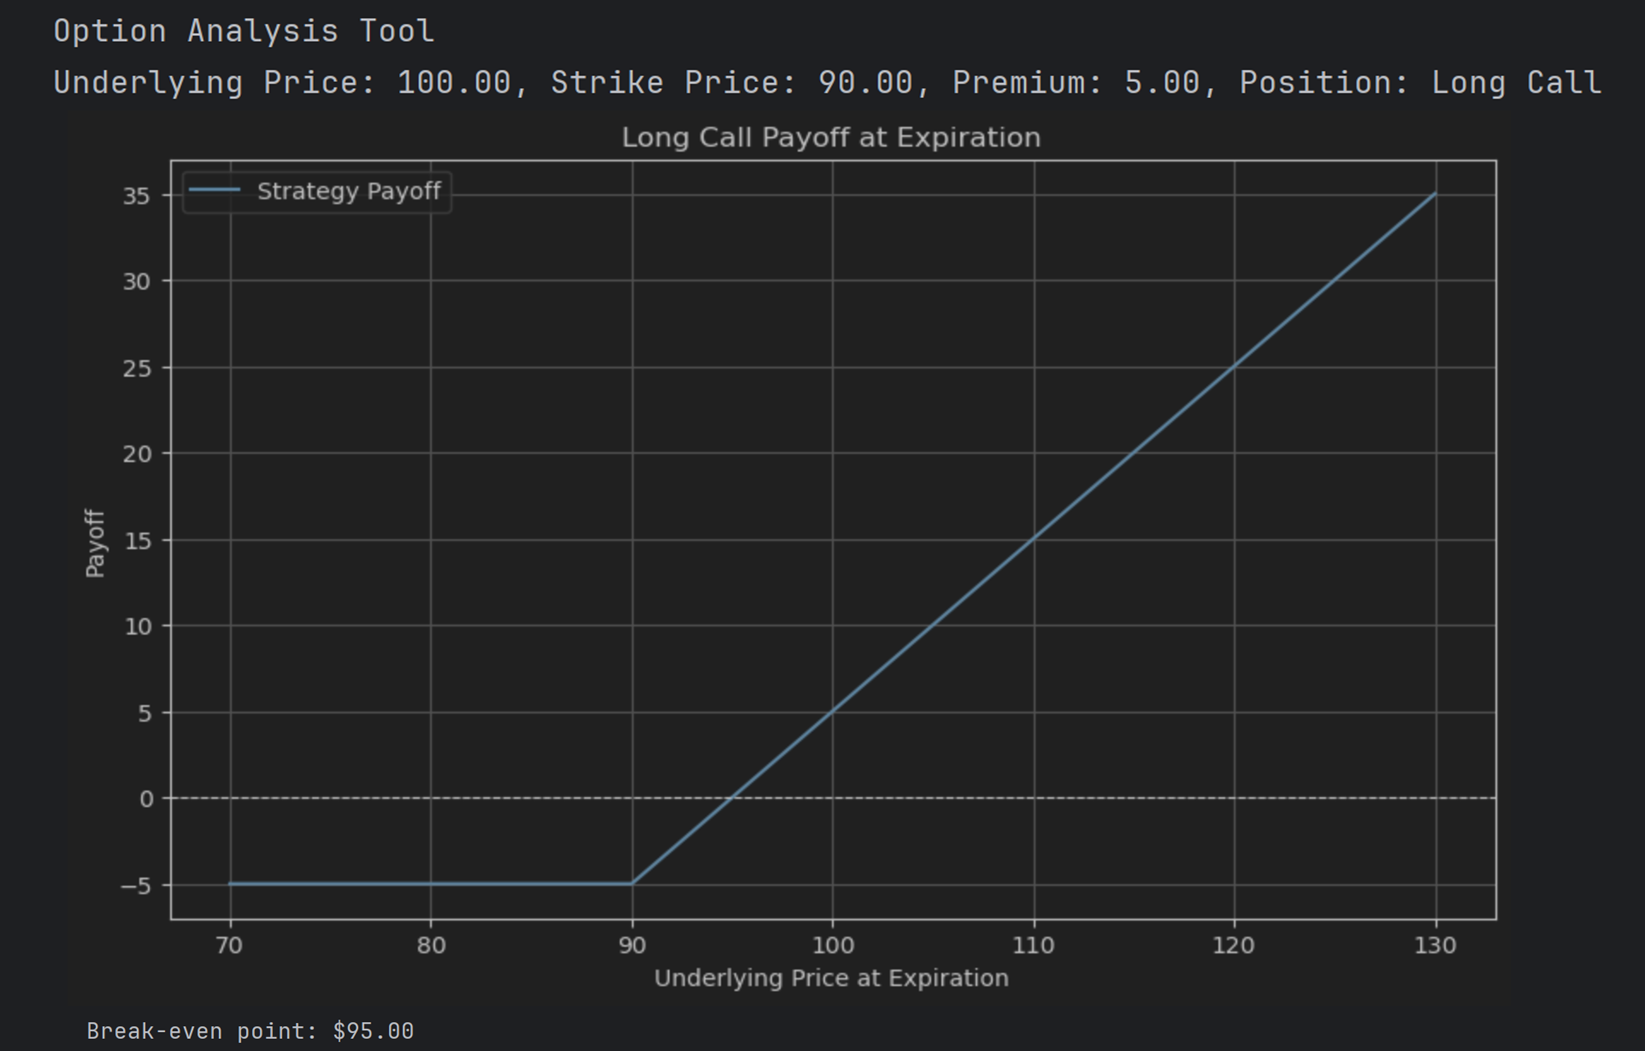 Option Analysis Tool
Underlying Price: 100.00, Strike Price: 90.00, Premium: 5.00, Position: Long Call
Long Call Payoff at Expiration
Strategy Payoff
35
30
25
20
15
10
5
0
−5
Payoff
70 80 90 100 110 120 130
Underlying Price at Expiration
Break-even point: $95.00